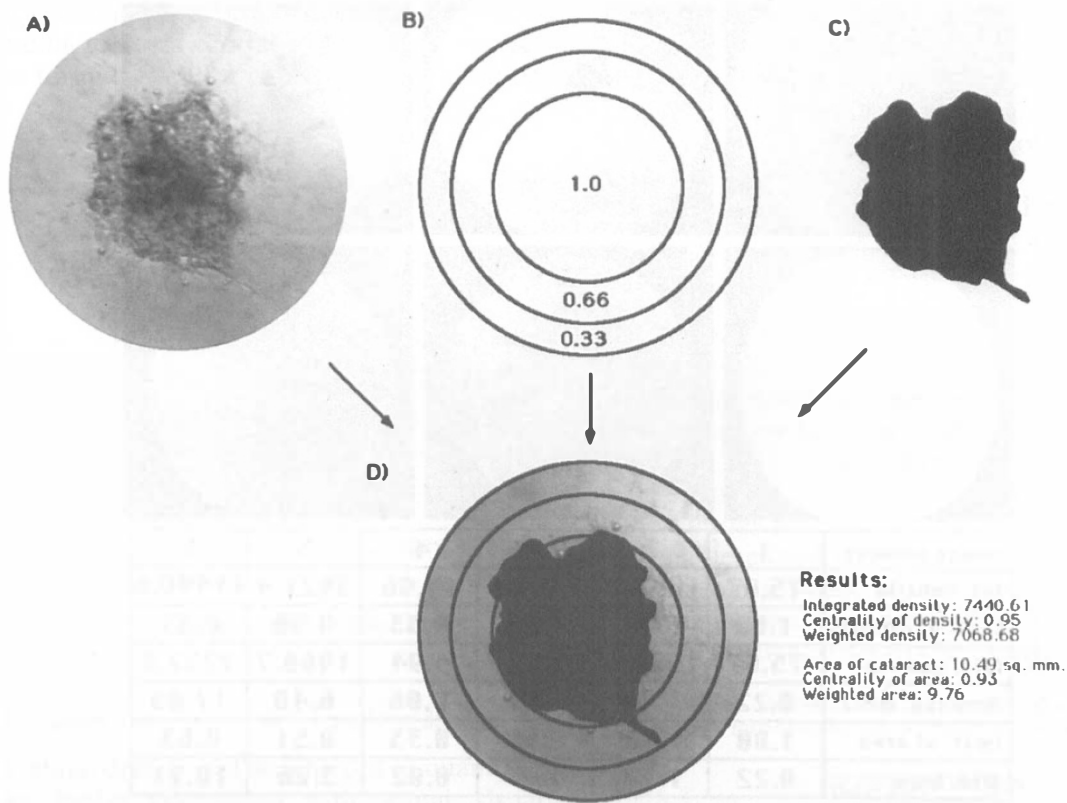 A)
B)
C)
1.0
0.66
0.33
D)
Results:
Integrated density: 7440.61
Centrality of density: 0.95
Weighted density: 7068.68
Area of cataract: 10.49 sq. mm.
Centrality of area: 0.93
Weighted area: 9.76